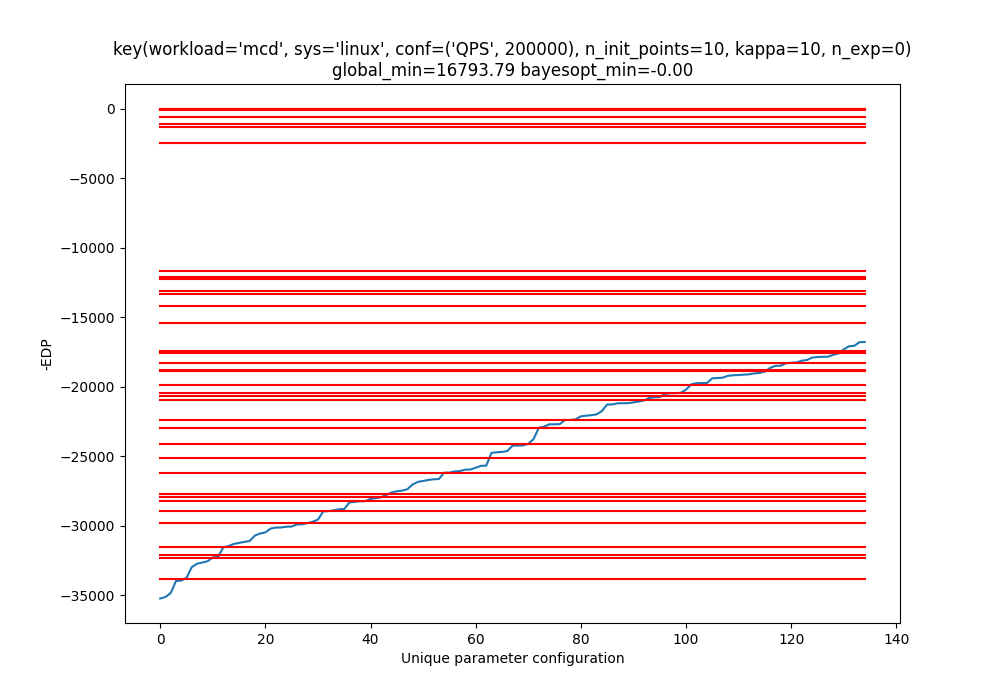 key(workload='mcd', sys='linux', conf=('QPS', 200000), n_init_points=10, kappa=10, n_exp=0)
global_min=16793.79 bayesopt_min=-0.00
0
−5000
−10000
−15000
−20000
−25000
−30000
−35000
-EDP
0 20 40 60 80 100 120 140
Unique parameter configuration